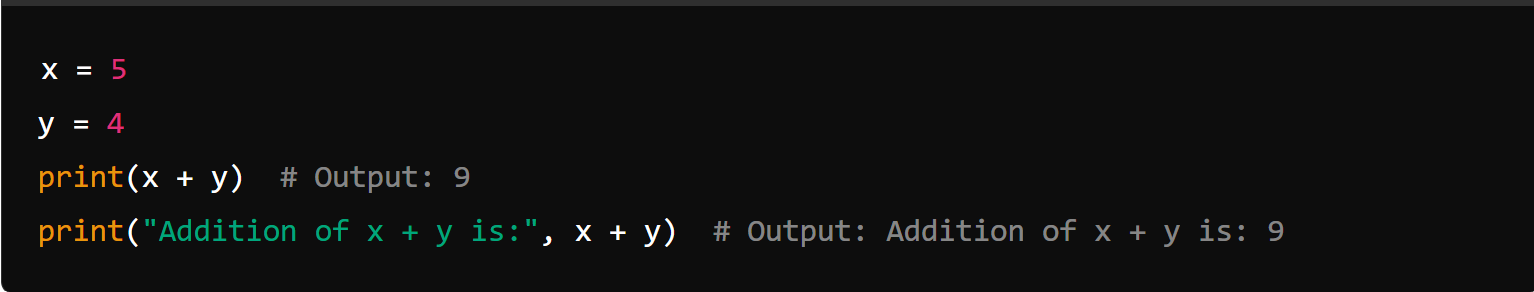 x = 5
y = 4
print(x + y)  # Output: 9
print("Addition of x + y is:", x + y)  # Output: Addition of x + y is: 9